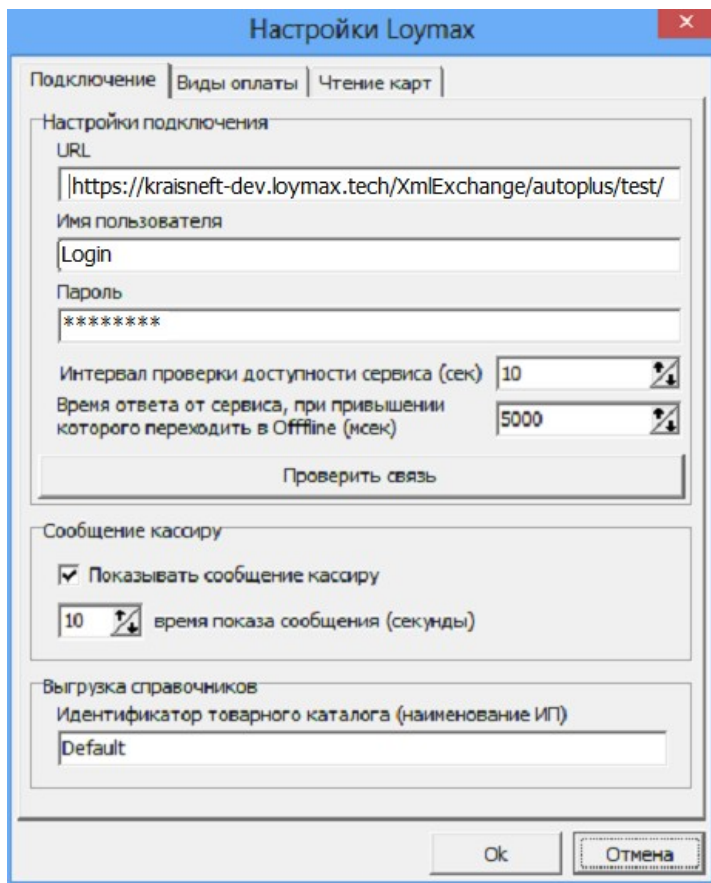 Настройки Loymax
Подключение Виды оплаты Чтение карт
Настройки подключения
URL
https://kraisneft-dev.loymax.tech/XmlExchange/autoplus/test/
Имя пользователя
Login
Пароль
********
Интервал проверки доступности сервиса (сек) 10
Время ответа от сервиса, при привышении
которого переходить в Offfline (мсек) 5000
Проверить связь
Сообщение кассиру
Показывать сообщение кассиру
10 время показа сообщения (секунды)
Выгрузка справочников
Идентификатор товарного каталога (наименование ИП)
Default
Ok Отмена